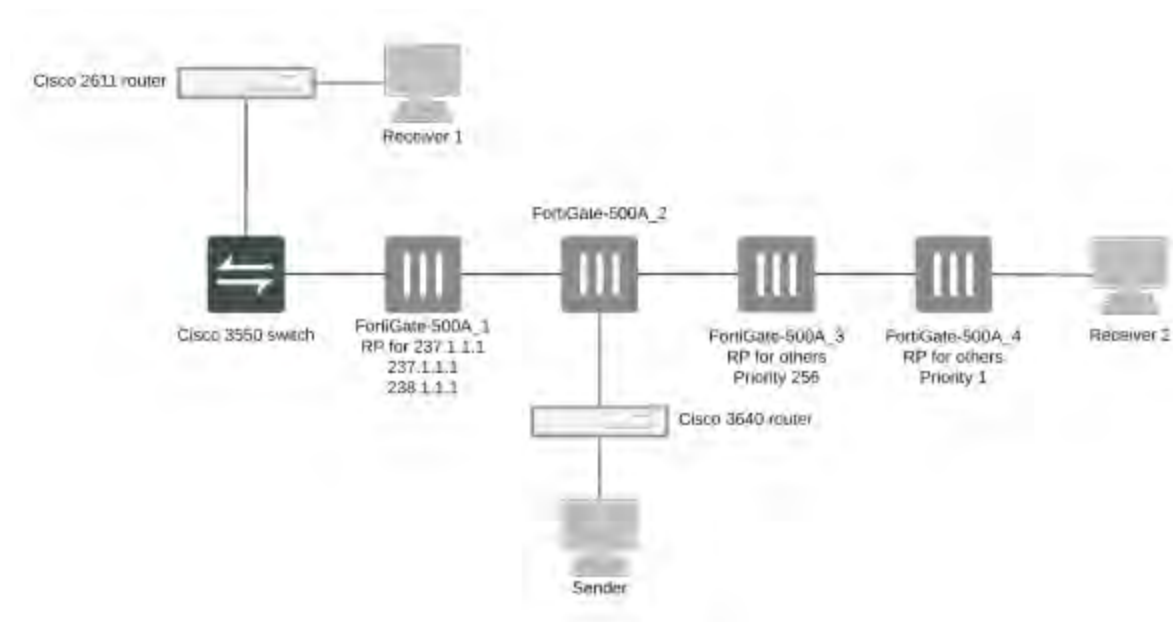 Cisco 2611 router
Receiver 1
FortiGate-500A_2
Cisco 3550 switch
FortiGate-500A_1
RP for 237.1.1.1
237.1.1.1
238.1.1.1
FortiGate-500A_3
RP for others
Priority 256
FortiGate-500A_4
RP for others
Priority 1
Receiver 2
Cisco 3640 router
Sender